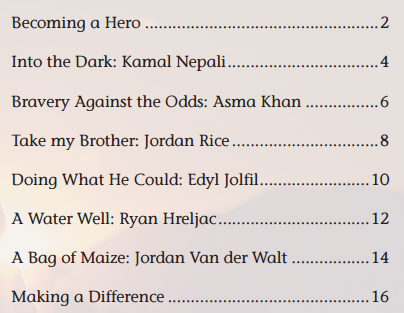 Becoming a Hero ........................................2
Into the Dark: Kamal Nepali..........................4
Bravery Against the Odds: Asma Khan .............6
Take my Brother: Jordan Rice.........................8
Doing What He Could: Edyl Jolfil...................10
A Water Well: Ryan Hreljac..........................12
A Bag of Maize: Jordan Van der Walt .............14
Making a Difference ...................................16